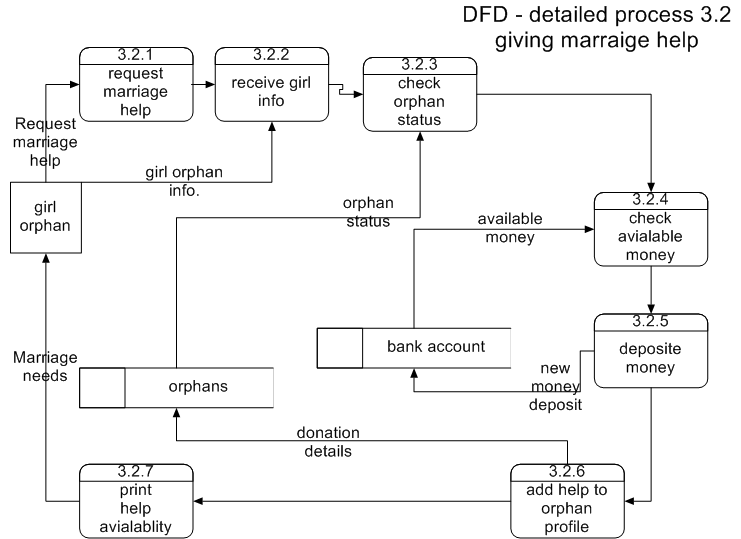 DFD - detailed process 3.2
giving marraige help
3.2.1
request
marriage
help
3.2.2
receive girl
info
3.2.3
check
orphan
status
Request
marriage
help
girl orphan
info.
girl
orphan
orphan
status
available
money
3.2.4
check
avialable
money
3.2.5
deposite
money
bank account
new
money
deposit
Marriage
needs
orphans
donation
details
3.2.6
add help to
orphan
profile
3.2.7
print
help
avialablity